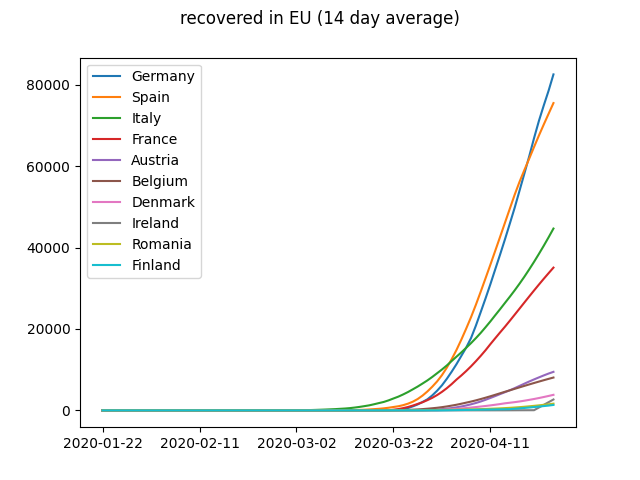 recovered in EU (14 day average)
80000
60000
40000
20000
0
Germany
Spain
Italy
France
Austria
Belgium
Denmark
Ireland
Romania
Finland
2020-01-22 2020-02-11 2020-03-02 2020-03-22 2020-04-11